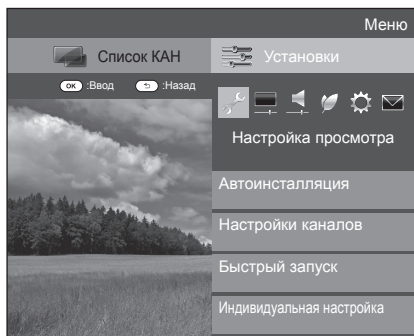 Меню
Список КАН
Установки
OK :Ввод
:Назад
Настройка просмотра
Автоинсталляция
Настройки каналов
Быстрый запуск
Индивидуальная настройка